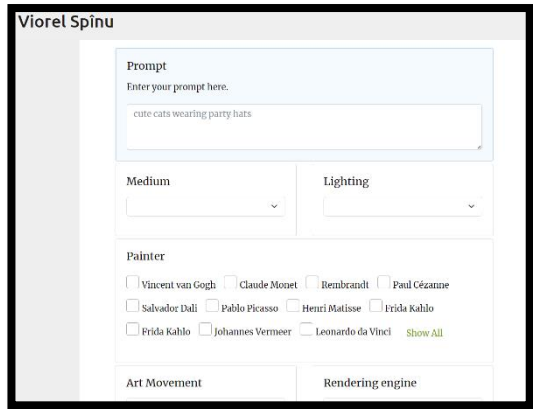 Viorel Spînu
Prompt
Enter your prompt here.
cute cats wearing party hats
Medium Lighting
Painter
Vincent van Gogh Claude Monet Rembrandt Paul Cézanne
Salvador Dali Pablo Picasso Henri Matisse Frida Kahlo
Frida Kahlo Johannes Vermeer Leonardo da Vinci Show All
Art Movement Rendering engine